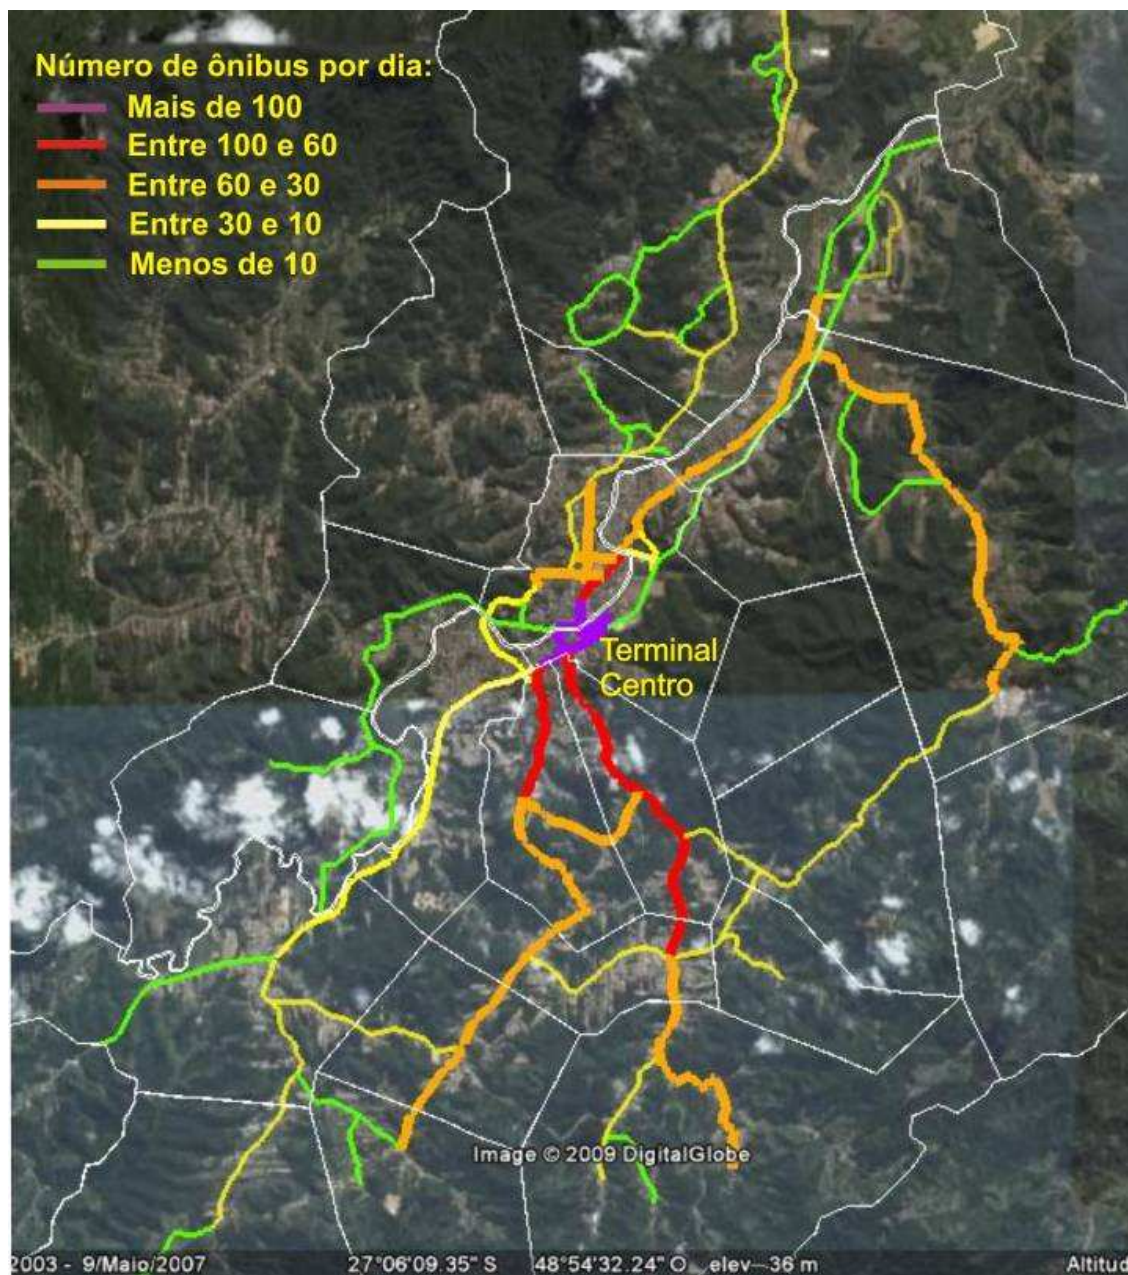 Número de ônibus por dia:
Mais de 100
Entre 100 e 60
Entre 60 e 30
Entre 30 e 10
Menos de 10
Terminal
Centro
Image © 2009 DigitalGlobe
2003 - 9/Maio/2007 27°06'09.35" S 48°54'32.24" O elev 36 m Altitud